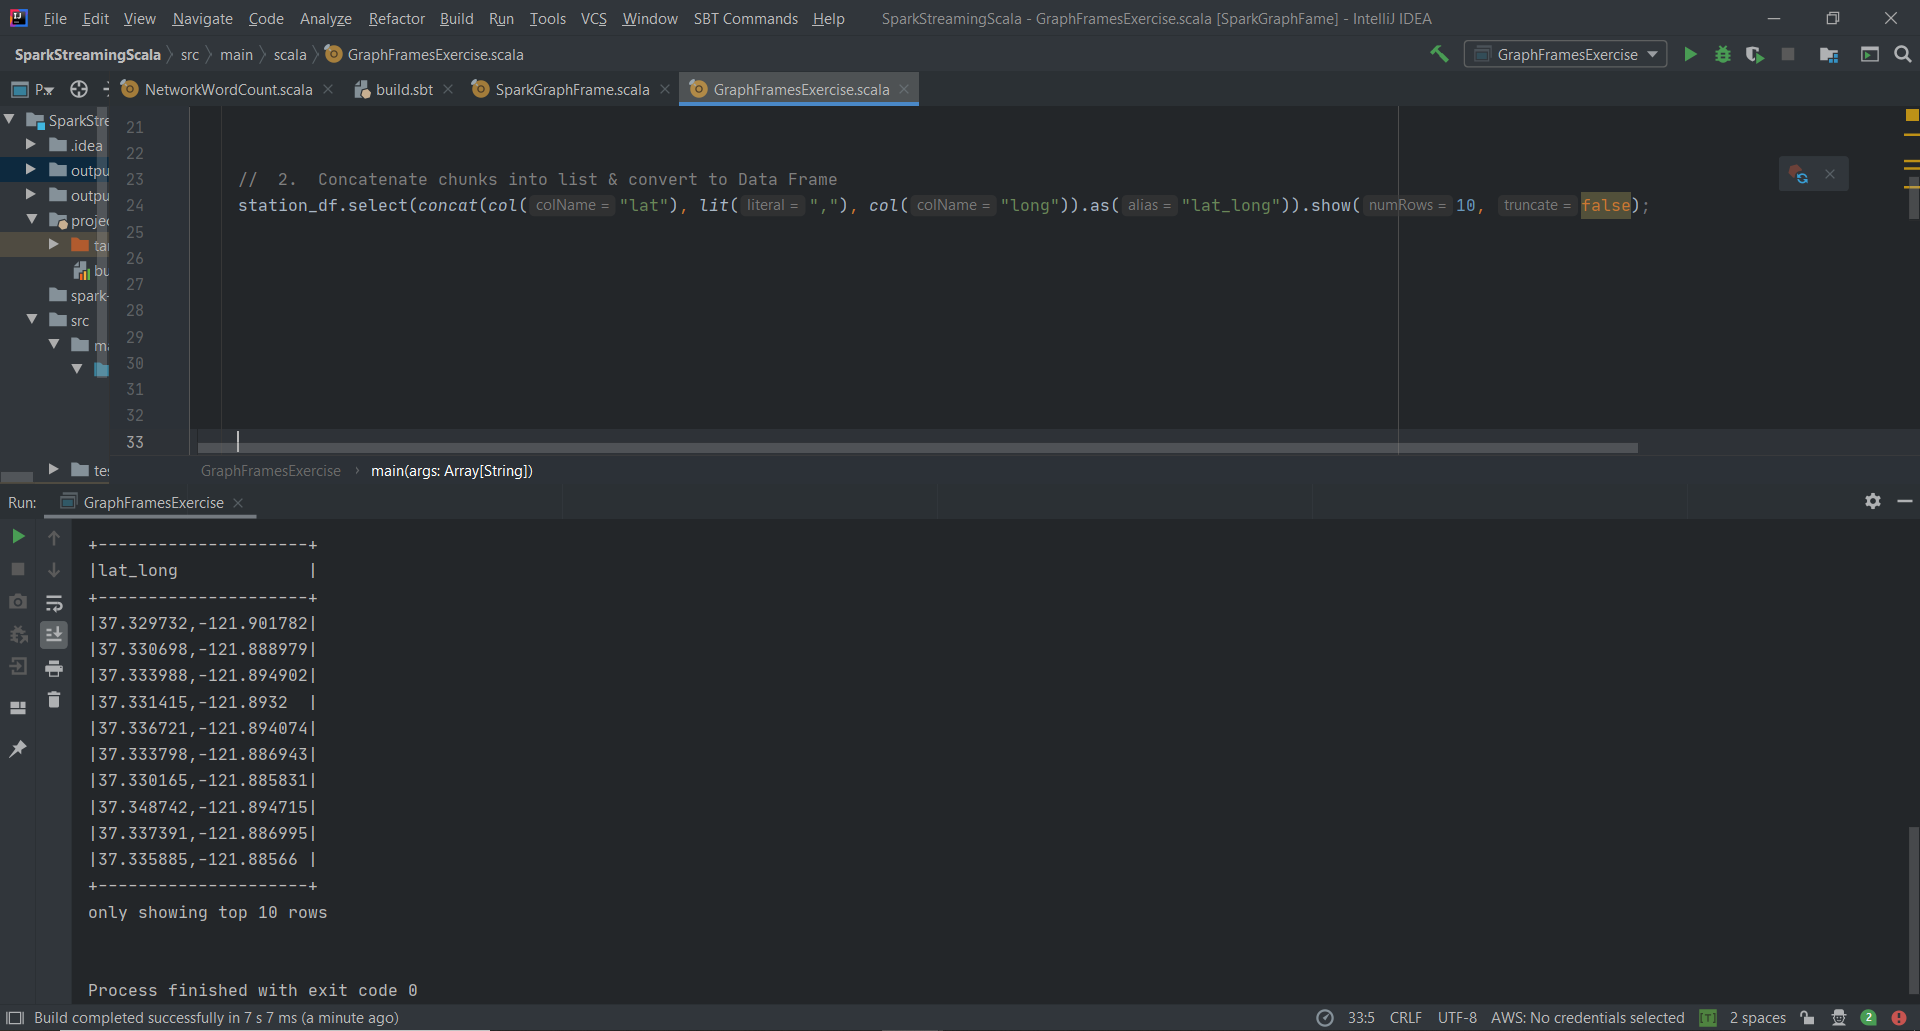 File Edit View Navigate Code Analyze Refactor Build Run Tools VCS Window SBT Commands Help SparkStreamingScala - GraphFramesExercise.scala [SparkGraphFame] - IntelliJ IDEA
SparkStreamingScala src main scala GraphFramesExercise.scala GraphFramesExercise
P.. NetworkWordCount.scala build.sbt SparkGraphFrame.scala GraphFramesExercise.scala
SparkStre
.idea
outpu
outpu
proje
ta
bu
spark-
src
ma
tes
21
22
23 // 2. Concatenate chunks into list & convert to Data Frame
24 station_df.select(concat(col( colName = "lat"), lit( literal = ","), col( colName = "long")).as( alias = "lat_long")).show( numRows = 10, truncate = false);
25
26
27
28
29
30
31
32
33
GraphFramesExercise › main(args: Array[String])
Run: GraphFramesExercise
+---------------------+
|lat_long             |
+---------------------+
|37.329732,-121.901782|
|37.330698,-121.888979|
|37.333988,-121.894902|
|37.331415,-121.8932  |
|37.336721,-121.894074|
|37.333798,-121.886943|
|37.330165,-121.885831|
|37.348742,-121.894715|
|37.337391,-121.886995|
|37.335885,-121.88566 |
+---------------------+
only showing top 10 rows
Process finished with exit code 0
Build completed successfully in 7 s 7 ms (a minute ago) 33:5 CRLF UTF-8 AWS: No credentials selected [T] 2 spaces 2